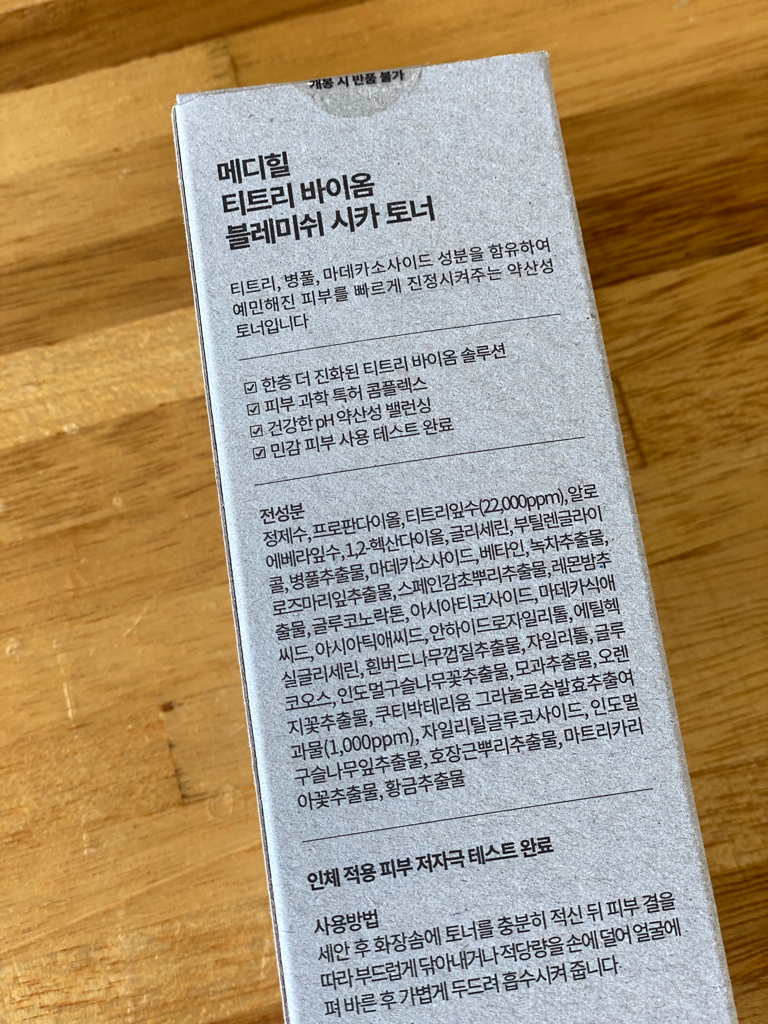 개봉 시 반품 불가
메디힐
티트리 바이옴
블레미쉬 시카 토너
티트리, 병풀, 마데카소사이드 성분을 함유하여
예민해진 피부를 빠르게 진정시켜주는 약산성
토너입니다
☑ 한층 더 진화된 티트리 바이옴 솔루션
☑ 피부 과학 특허 콤플렉스
☑ 건강한 pH 약산성 밸런싱
☑ 민감 피부 사용 테스트 완료
전성분
정제수, 프로판다이올, 티트리잎수(22,000ppm), 알로
에베라잎수, 1,2-헥산다이올, 글리세린, 부틸렌글라이
콜, 병풀추출물, 마데카소사이드, 베타인, 녹차추출물,
로즈마리잎추출물, 스페인감초뿌리추출물, 레몬밤추
출물, 글루코노락톤, 아시아티코사이드, 마데카식애
씨드, 아시아틱애씨드, 안하이드로자일리톨, 에틸헥
실글리세린, 흰버드나무껍질추출물, 자일리톨, 글루
코오스, 인도멀구슬나무꽃추출물, 모과추출물, 오렌
지꽃추출물, 쿠티박테리움 그라눌로숨발효추출여
과물(1,000ppm), 자일리틸글루코사이드, 인도멀
구슬나무잎추출물, 호장근뿌리추출물, 마트리카리
아꽃추출물, 황금추출물
인체 적용 피부 저자극 테스트 완료
사용방법
세안 후 화장솜에 토너를 충분히 적신 뒤 피부 결을
따라 부드럽게 닦아내거나 적당량을 손에 덜어 얼굴에
펴 바른 후 가볍게 두드려 흡수시켜 줍니다